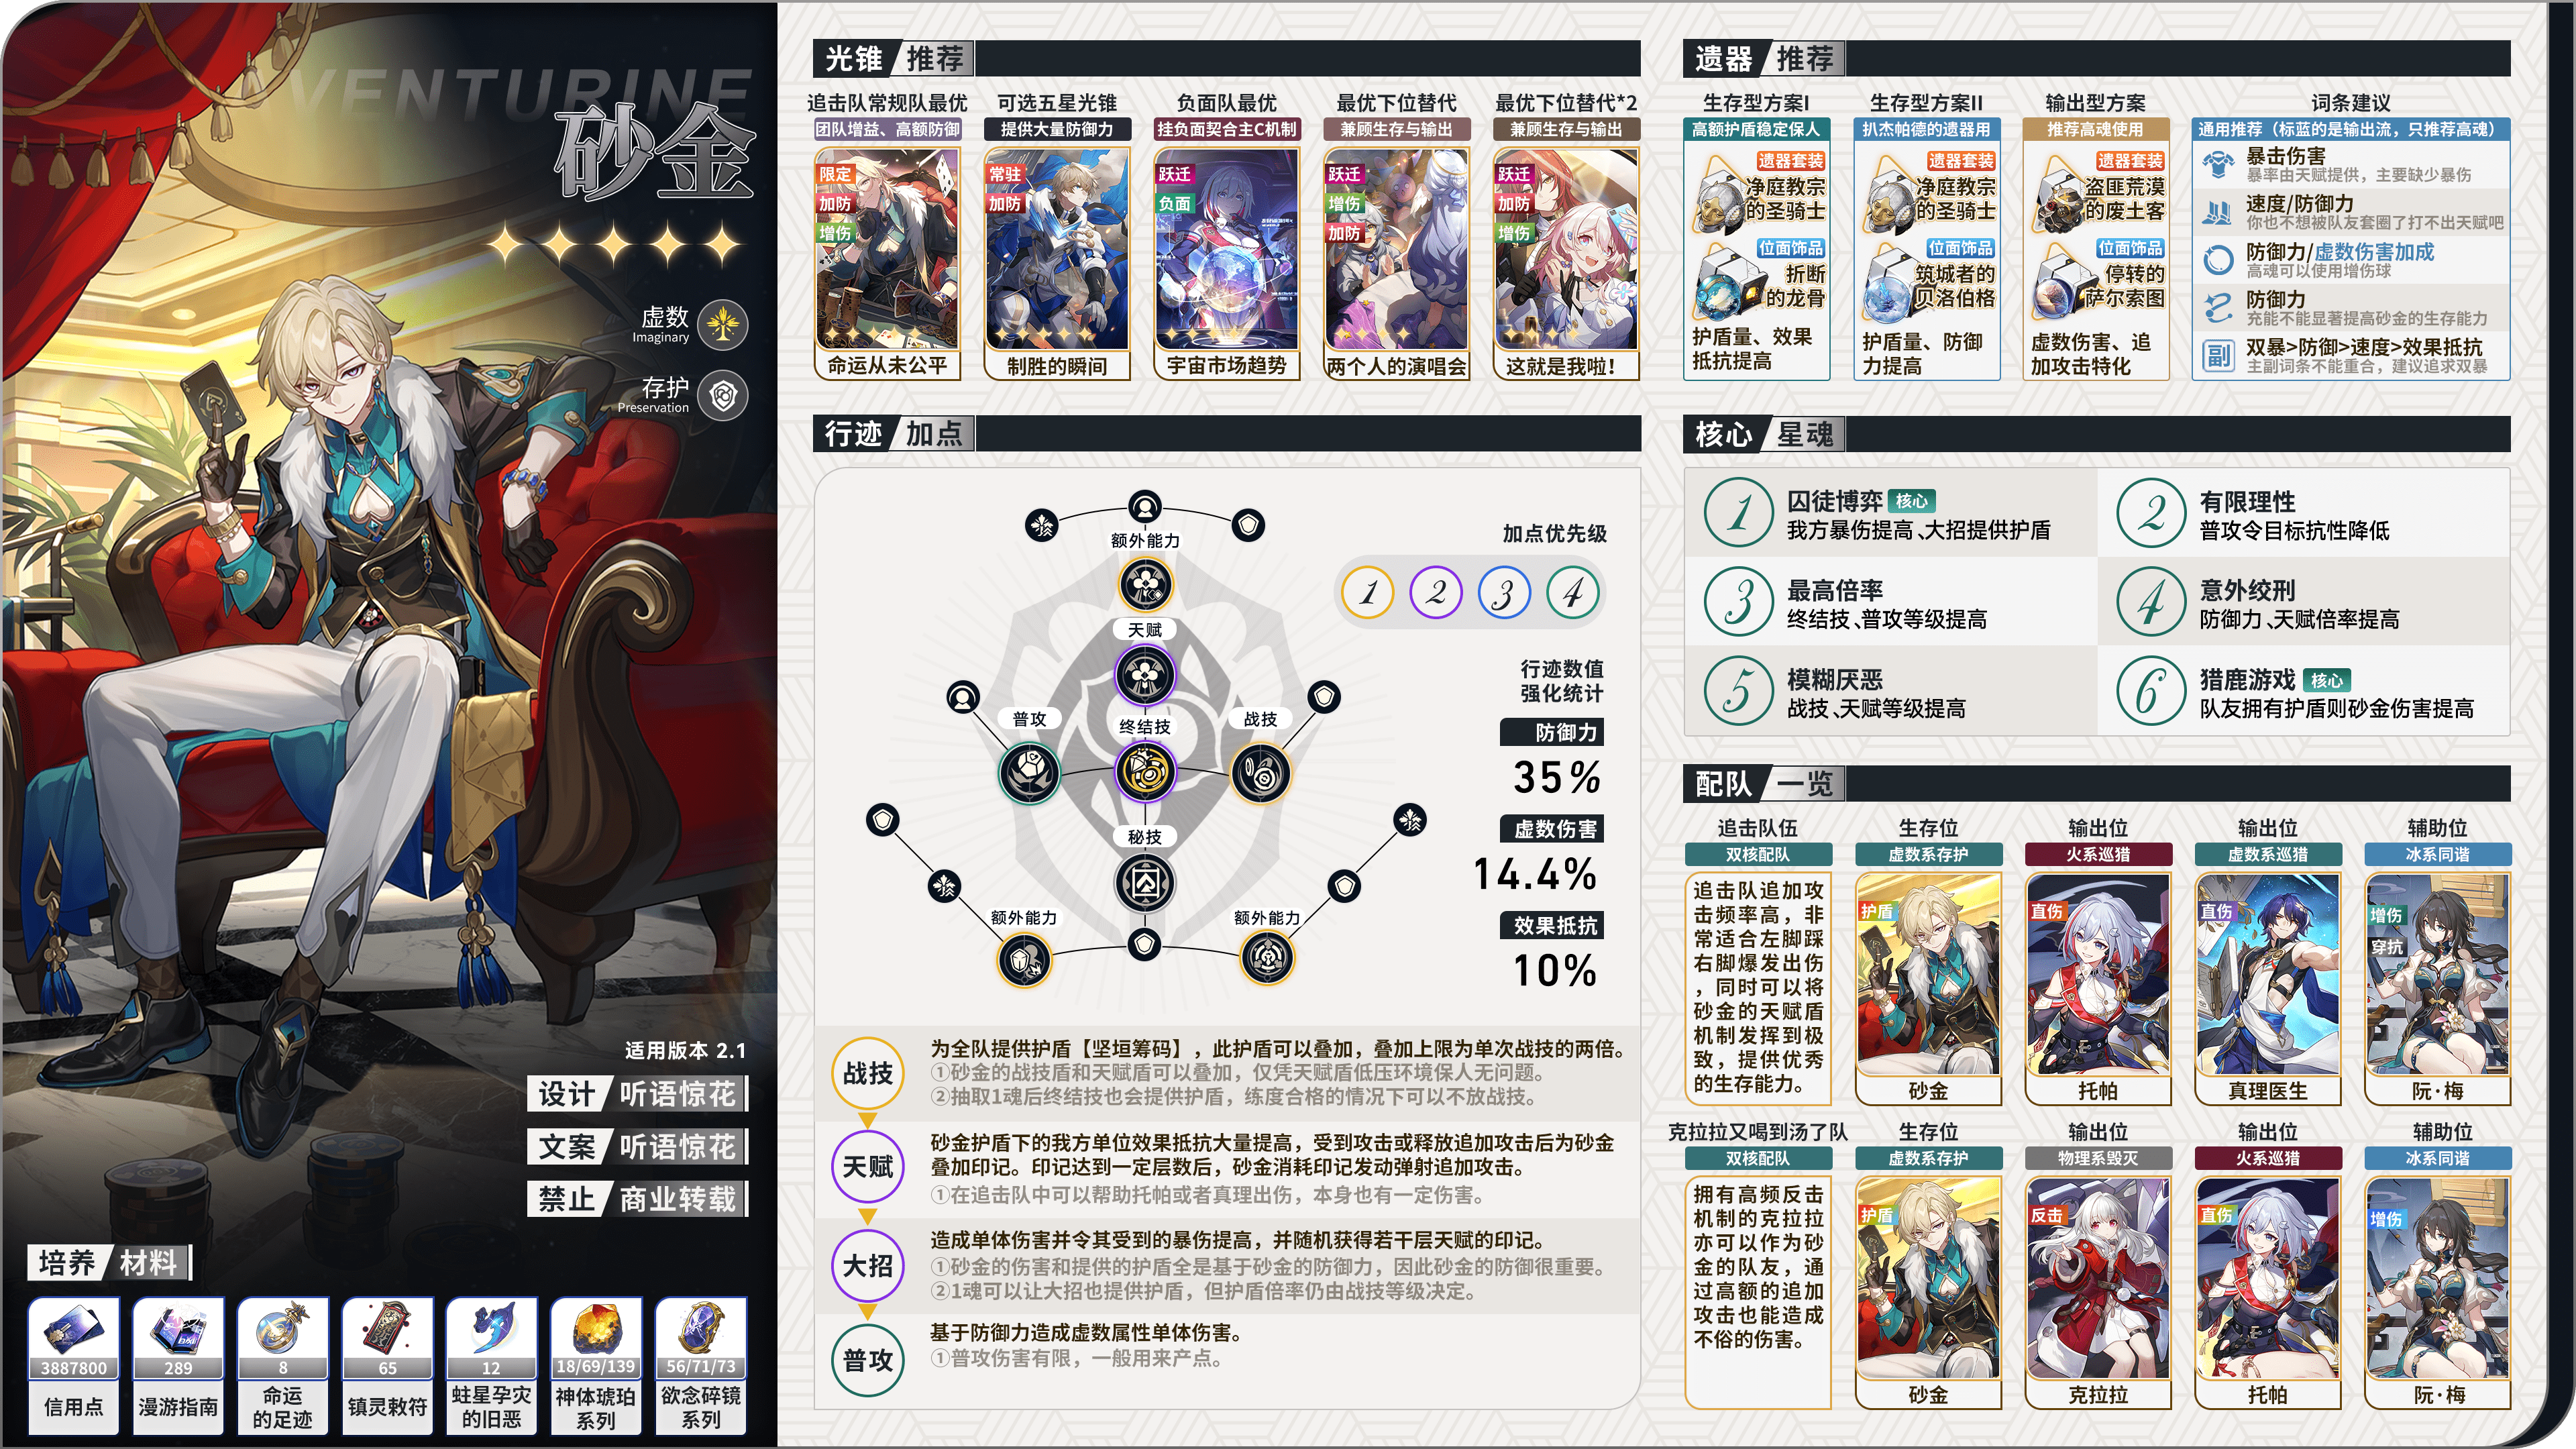 VENTURINE
砂金
虚数
Imaginary
存护
Preservation
适用版本 2.1
设计 听语惊花
文案 听语惊花
禁止 商业转载
培养 材料
3887800
信用点
289
漫游指南
8
命运
的足迹
65
镇灵敕符
12
蛀星孕灾
的旧恶
18/69/139
神体琥珀
系列
56/71/73
欲念碎镜
系列
光锥 推荐
追击队常规队最优
团队增益、高额防御
限定
加防
增伤
命运从未公平
可选五星光锥
提供大量防御力
常驻
加防
制胜的瞬间
负面队最优
挂负面契合主C机制
跃迁
负面
宇宙市场趋势
最优下位替代
兼顾生存与输出
跃迁
增伤
加防
两个人的演唱会
最优下位替代*2
兼顾生存与输出
跃迁
加防
增伤
这就是我啦!
行迹 加点
额外能力
天赋
普攻
终结技
战技
秘技
额外能力
额外能力
加点优先级
1 2 3 4
行迹数值
强化统计
防御力
35%
虚数伤害
14.4%
效果抵抗
10%
战技
为全队提供护盾【坚垣筹码】，此护盾可以叠加，叠加上限为单次战技的两倍。
①砂金的战技盾和天赋盾可以叠加，仅凭天赋盾低压环境保人无问题。
②抽取1魂后终结技也会提供护盾，练度合格的情况下可以不放战技。
天赋
砂金护盾下的我方单位效果抵抗大量提高，受到攻击或释放追加攻击后为砂金
叠加印记。印记达到一定层数后，砂金消耗印记发动弹射追加攻击。
①在追击队中可以帮助托帕或者真理出伤，本身也有一定伤害。
大招
造成单体伤害并令其受到的暴伤提高，并随机获得若干层天赋的印记。
①砂金的伤害和提供的护盾全是基于砂金的防御力，因此砂金的防御很重要。
②1魂可以让大招也提供护盾，但护盾倍率仍由战技等级决定。
普攻
基于防御力造成虚数属性单体伤害。
①普攻伤害有限，一般用来产点。
遗器 推荐
生存型方案I
高额护盾稳定保人
遗器套装
净庭教宗
的圣骑士
位面饰品
折断
的龙骨
护盾量、效果
抵抗提高
生存型方案II
扒杰帕德的遗器用
遗器套装
净庭教宗
的圣骑士
位面饰品
筑城者的
贝洛伯格
护盾量、防御
力提高
输出型方案
推荐高魂使用
遗器套装
盗匪荒漠
的废土客
位面饰品
停转的
萨尔索图
虚数伤害、追
加攻击特化
词条建议
通用推荐（标蓝的是输出流，只推荐高魂）
暴击伤害
暴率由天赋提供，主要缺少暴伤
速度/防御力
你也不想被队友套圈了打不出天赋吧
防御力/虚数伤害加成
高魂可以使用增伤球
防御力
充能不能显著提高砂金的生存能力
副
双暴>防御>速度>效果抵抗
主副词条不能重合，建议追求双暴
核心 星魂
1
囚徒博弈 核心
我方暴伤提高、大招提供护盾
2
有限理性
普攻令目标抗性降低
3
最高倍率
终结技、普攻等级提高
4
意外绞刑
防御力、天赋倍率提高
5
模糊厌恶
战技、天赋等级提高
6
猎鹿游戏 核心
队友拥有护盾则砂金伤害提高
配队 一览
追击队伍
双核配队
追击队追加攻
击频率高，非
常适合左脚踩
右脚爆发出伤
，同时可以将
砂金的天赋盾
机制发挥到极
致，提供优秀
的生存能力。
生存位
虚数系存护
护盾
砂金
输出位
火系巡猎
直伤
托帕
输出位
虚数系巡猎
直伤
真理医生
辅助位
冰系同谐
增伤
穿抗
阮·梅
克拉拉又喝到汤了队
双核配队
拥有高频反击
机制的克拉拉
亦可以作为砂
金的队友，通
过高额的追加
攻击也能造成
不俗的伤害。
生存位
虚数系存护
护盾
砂金
输出位
物理系毁灭
反击
克拉拉
输出位
火系巡猎
直伤
托帕
辅助位
冰系同谐
增伤
阮·梅